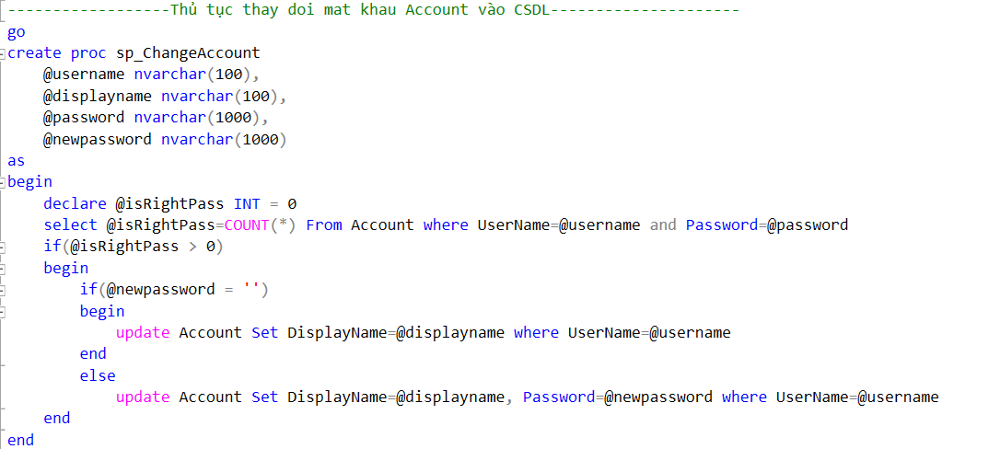 ------------------Thủ tục thay doi mat khau Account vào CSDL---------------------
go
create proc sp_ChangeAccount
@username nvarchar(100),
@displayname nvarchar(100),
@password nvarchar(1000),
@newpassword nvarchar(1000)
as
begin
declare @isRightPass INT = 0
select @isRightPass=COUNT(*) From Account where UserName=@username and Password=@password
if(@isRightPass > 0)
begin
if(@newpassword = '')
begin
update Account Set DisplayName=@displayname where UserName=@username
end
else
update Account Set DisplayName=@displayname, Password=@newpassword where UserName=@username
end
end